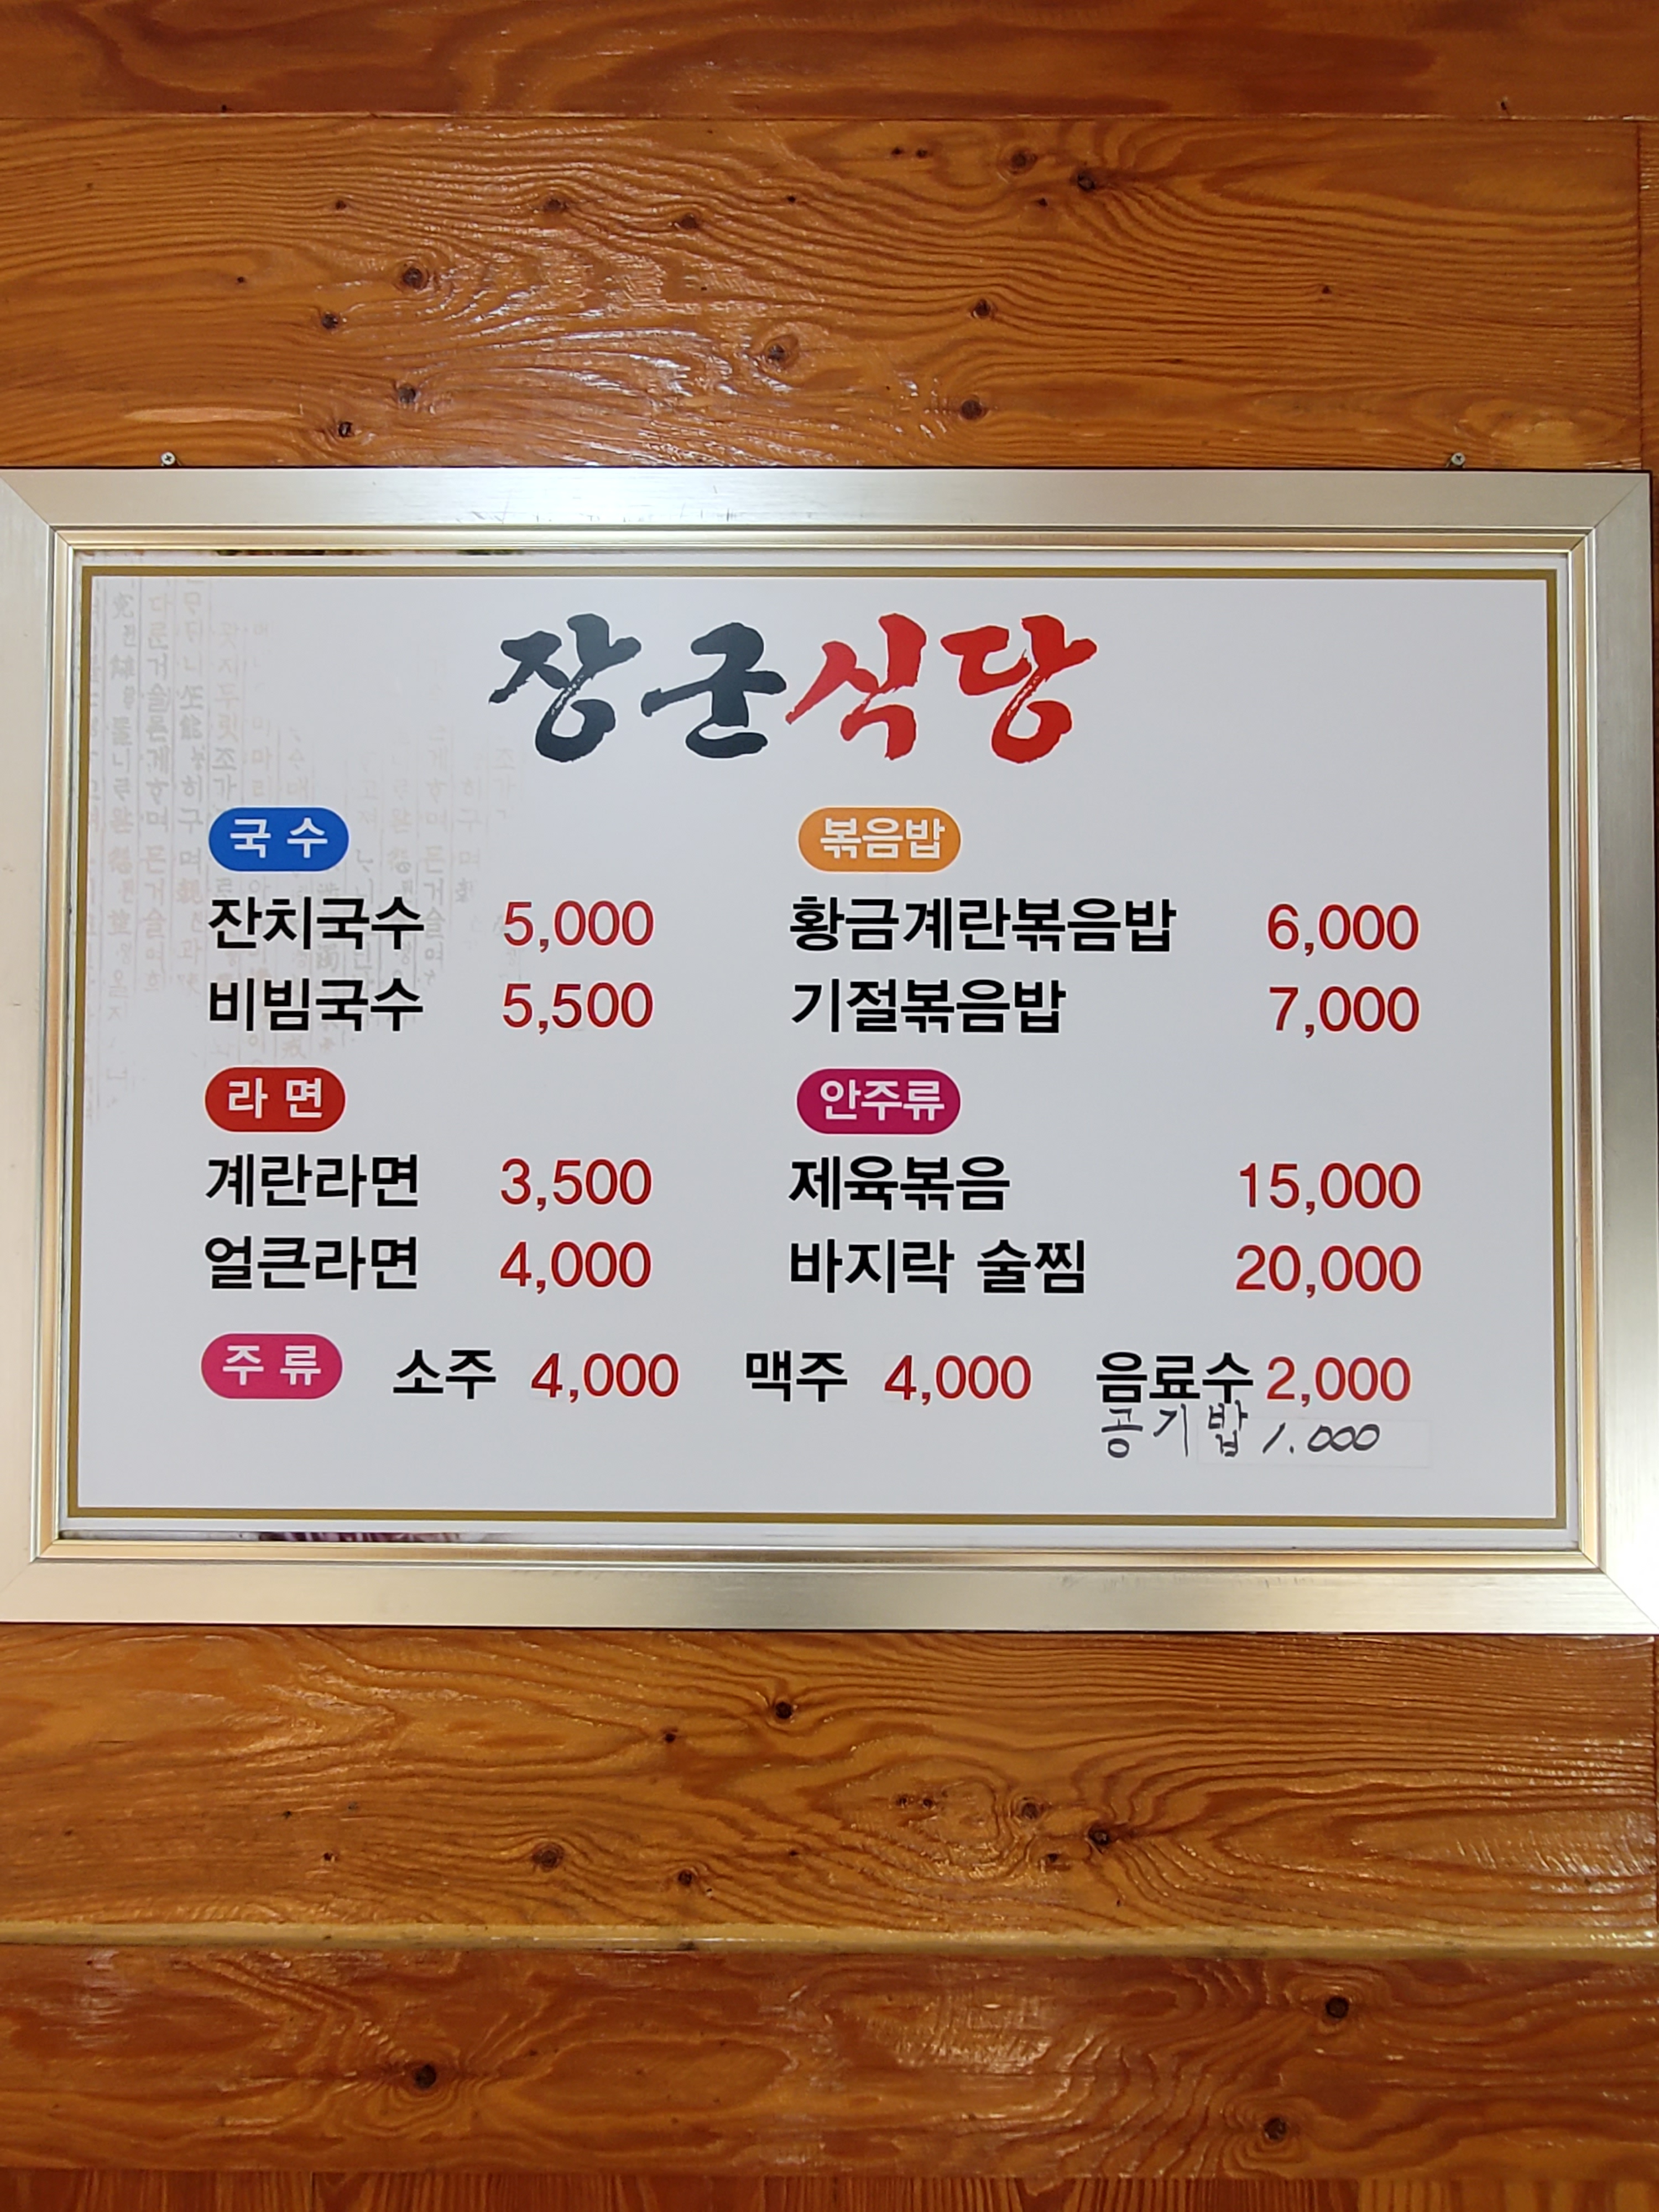 장군식당
국 수
잔치국수 5,000
비빔국수 5,500
라 면
계란라면 3,500
얼큰라면 4,000
볶음밥
황금계란볶음밥 6,000
기절볶음밥 7,000
안주류
제육볶음 15,000
바지락 술찜 20,000
주 류 소주 4,000 맥주 4,000 음료수 2,000
공기밥 1.000